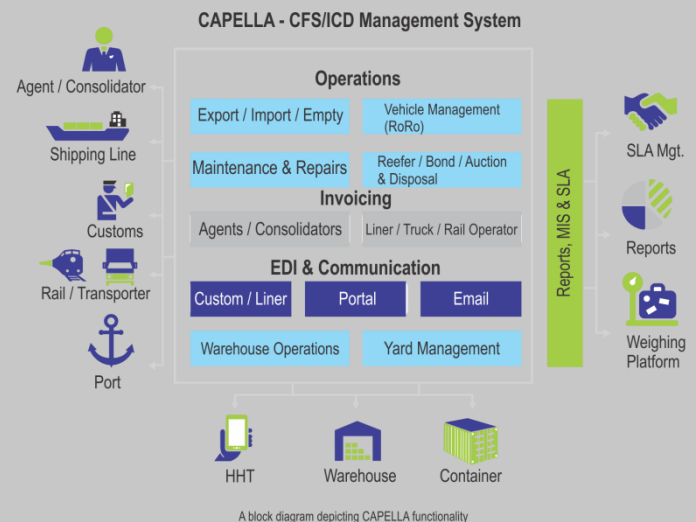 CAPELLA - CFS/ICD Management System
Agent / Consolidator
Shipping Line
Customs
Rail / Transporter
Port
Operations
Export / Import / Empty
Vehicle Management
(RoRo)
Maintenance & Repairs
Reefer / Bond / Auction
& Disposal
Invoicing
Agents / Consolidators
Liner / Truck / Rail Operator
EDI & Communication
Custom / Liner
Portal
Email
Warehouse Operations
Yard Management
Reports, MIS & SLA
SLA Mgt.
Reports
Weighing
Platform
HHT
Warehouse
Container
A block diagram depicting CAPELLA functionality